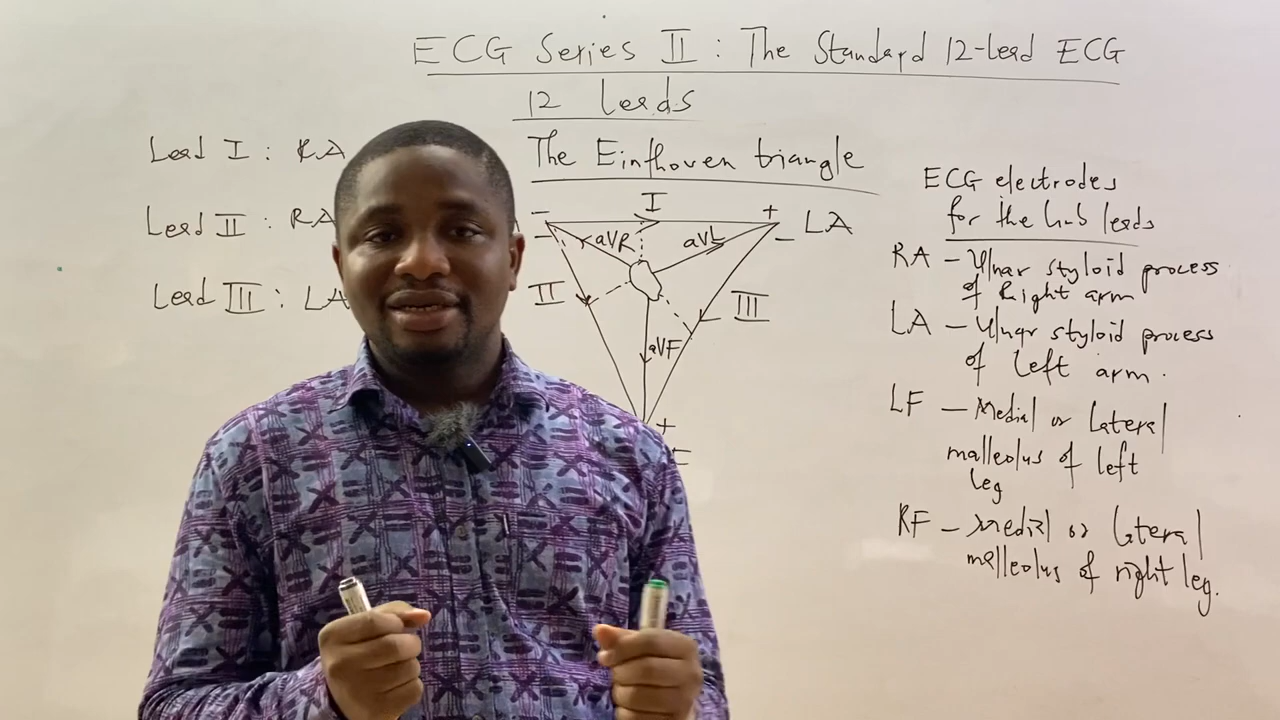 ECG Series II : The Standard 12-lead ECG
12 leads
Lead I : RA
Lead II : RA
Lead III : LA
The Einthoven triangle
I
- +
LA
- -
aVR aVL
II III
aVF
+
ECG electrodes
for the limb leads
RA - Ulnar styloid process
of Right arm
LA - Ulnar styloid process
of left arm.
LF - Medial or lateral
malleolus of left
leg
RF - Medial or lateral
malleolus of right leg.